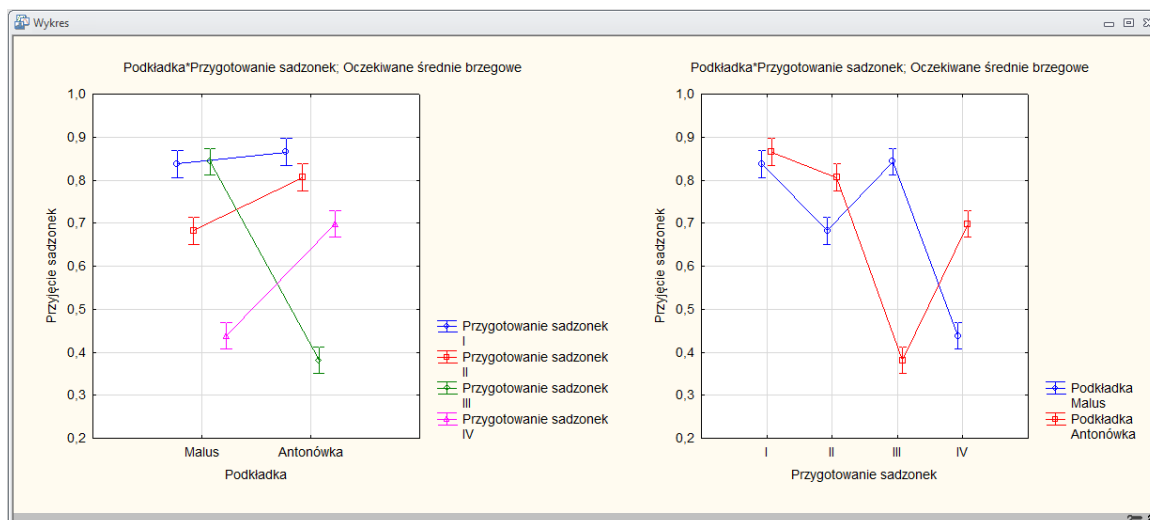 Wykres
Podkładka*Przygotowanie sadzonek; Oczekiwane średnie brzegowe
1,0
0,9
0,8
0,7
0,6
0,5
0,4
0,3
0,2
Przyjęcie sadzonek
Malus
Antonówka
Podkładka
Przygotowanie sadzonek
I
Przygotowanie sadzonek
II
Przygotowanie sadzonek
III
Przygotowanie sadzonek
IV
Podkładka*Przygotowanie sadzonek; Oczekiwane średnie brzegowe
1,0
0,9
0,8
0,7
0,6
0,5
0,4
0,3
0,2
Przyjęcie sadzonek
I
II
III
IV
Przygotowanie sadzonek
Podkładka
Malus
Podkładka
Antonówka